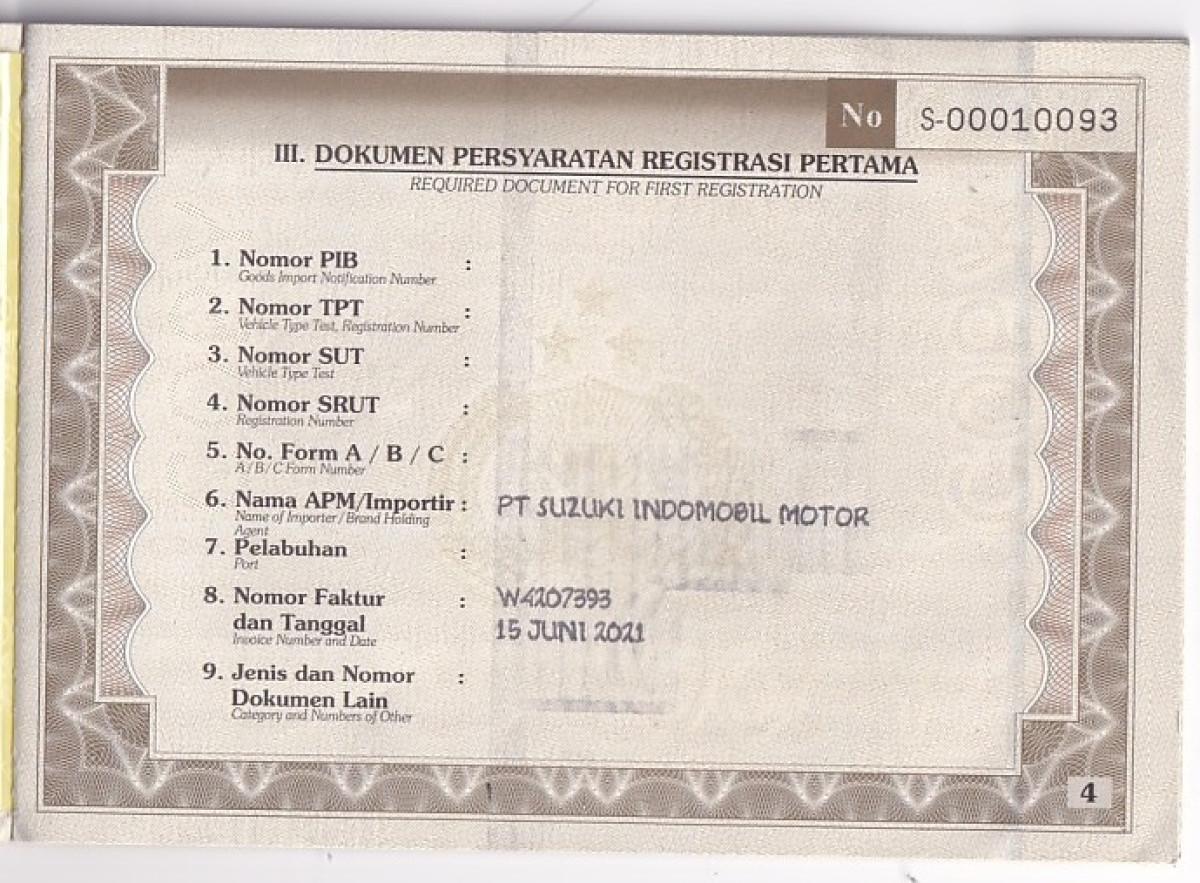 No S-00010093
III. DOKUMEN PERSYARATAN REGISTRASI PERTAMA
REQUIRED DOCUMENT FOR FIRST REGISTRATION
1. Nomor PIB :
Goods Import Notification Number
2. Nomor TPT :
Vehicle Type Test, Registration Number
3. Nomor SUT :
Vehicle Type Test
4. Nomor SRUT :
Registration Number
5. No. Form A / B / C :
A / B / C Form Number
6. Nama APM/Importir : PT SUZUKI INDOMOBIL MOTOR
Name of Importer / Brand Holding
Agent
7. Pelabuhan :
Port
8. Nomor Faktur : W4207393
dan Tanggal 15 JUNI 2021
Invoice Number and Date
9. Jenis dan Nomor :
Dokumen Lain
Category and Numbers of Other
4